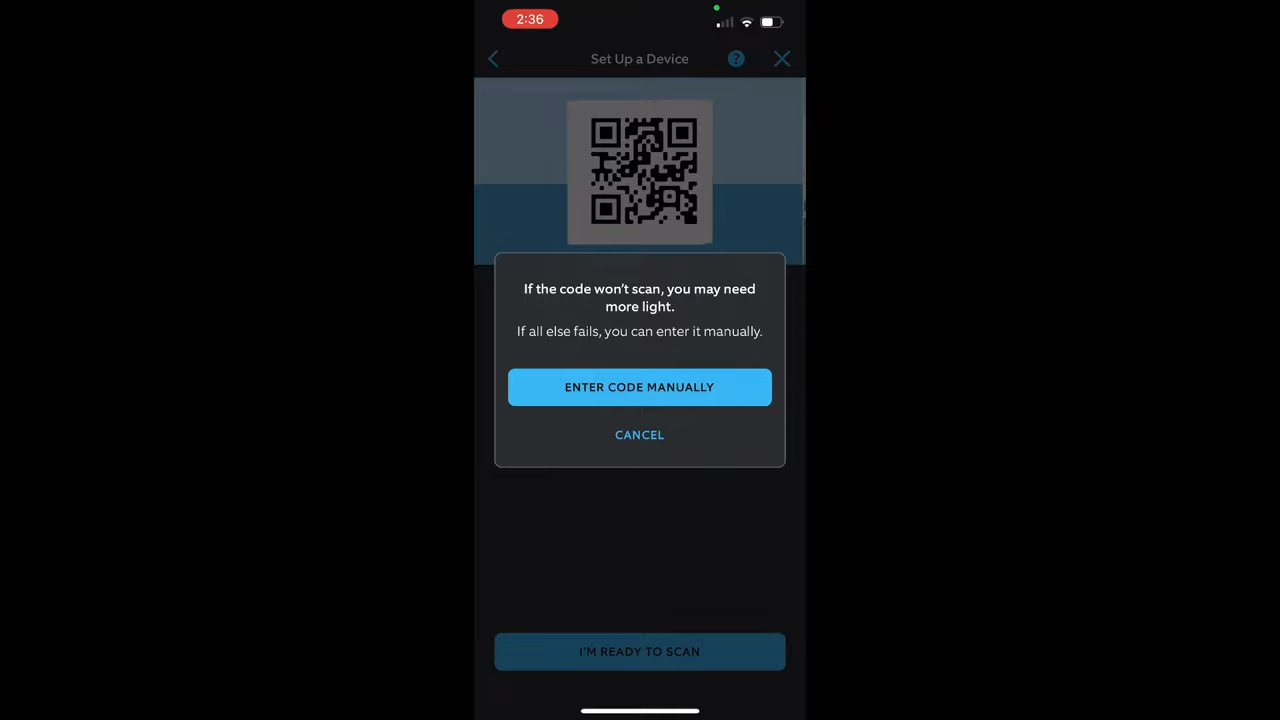 2:36
Set Up a Device
?
If the code won't scan, you may need
more light.
If all else fails, you can enter it manually.
ENTER CODE MANUALLY
CANCEL
I'M READY TO SCAN